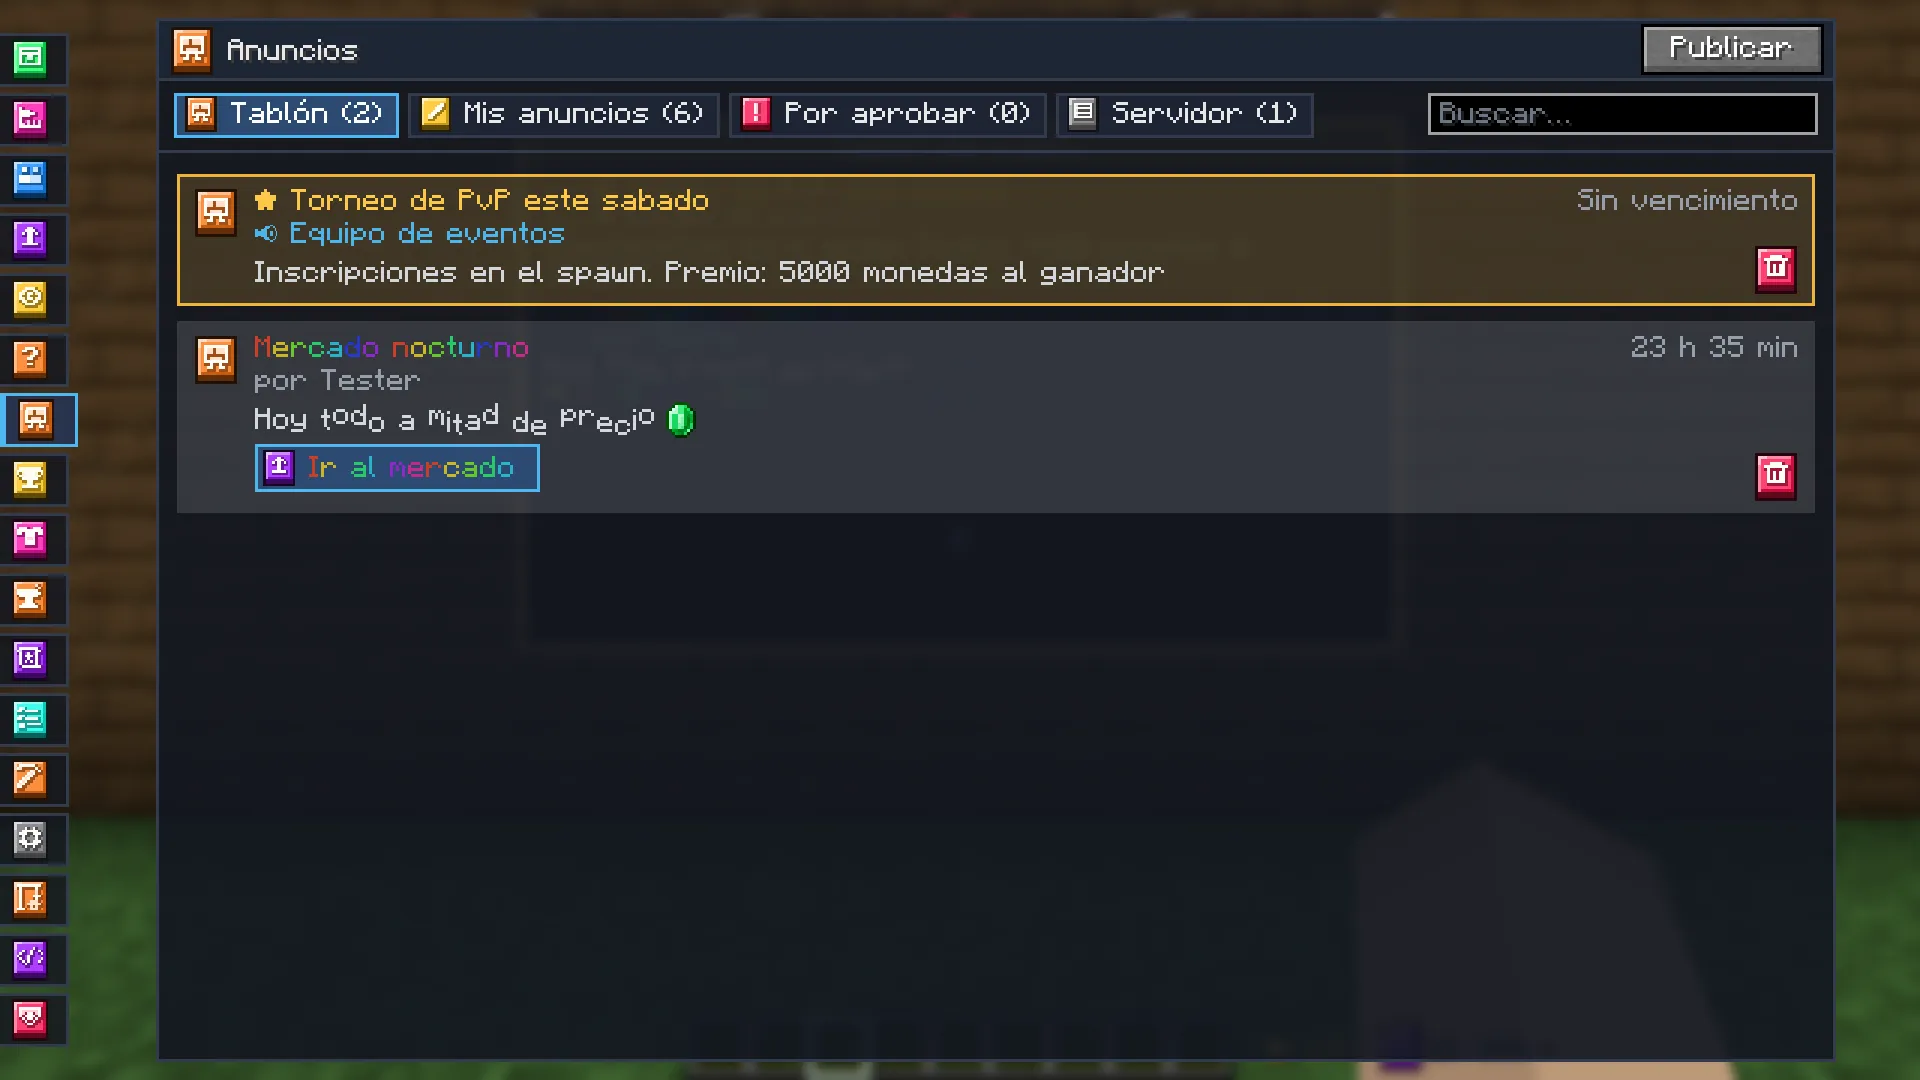 Anuncios
Publicar
Tablón (2)
Mis anuncios (6)
Por aprobar (0)
Servidor (1)
Buscar...
Torneo de PvP este sabado
Sin vencimiento
Equipo de eventos
Inscripciones en el spawn. Premio: 5000 monedas al ganador
Mercado nocturno
23 h 35 min
por Tester
Hoy todo a mitad de precio
Ir al mercado